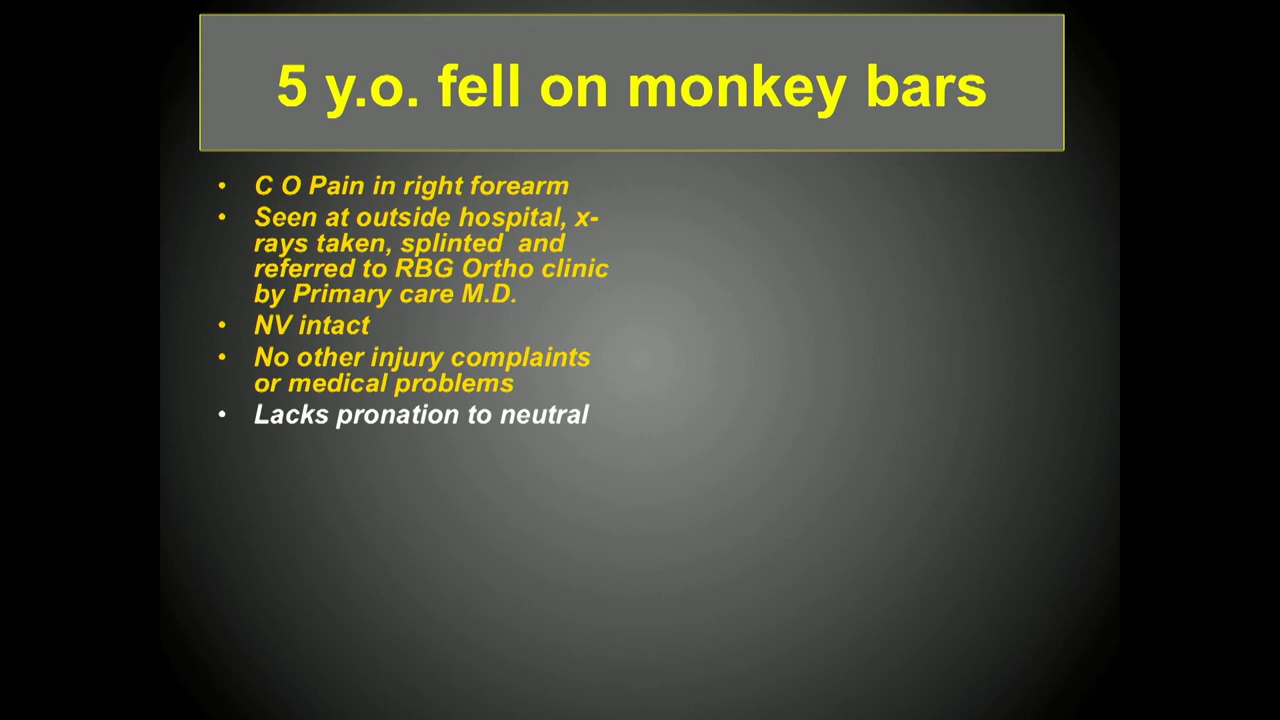 5 y.o. fell on monkey bars
• C O Pain in right forearm
• Seen at outside hospital, x-
rays taken, splinted  and
referred to RBG Ortho clinic
by Primary care M.D.
• NV intact
• No other injury complaints
or medical problems
• Lacks pronation to neutral